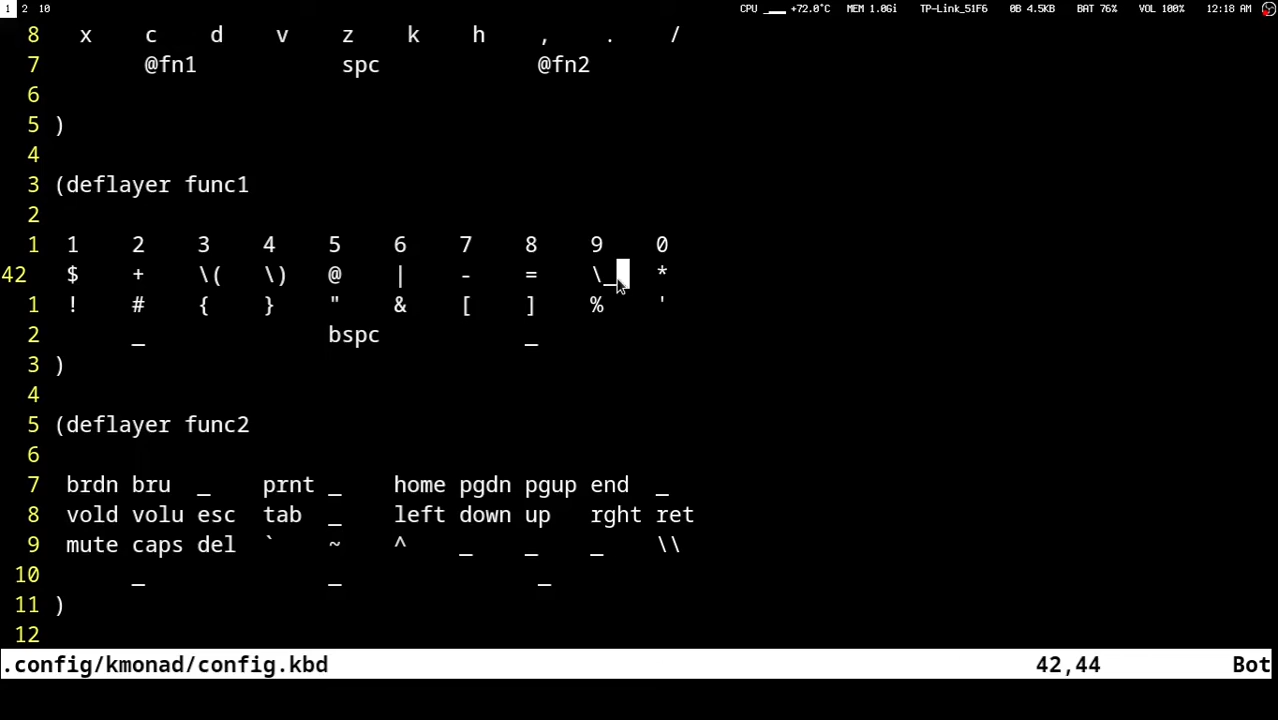 1 2 10 CPU +72.0°C MEM 1.0Gi TP-Link_51F6 0B 4.5KB BAT 76% VOL 100% 12:18 AM
8 x c d v z k h , . /
7 @fn1 spc @fn2
6
5 )
4
3 (deflayer func1
2
1 1 2 3 4 5 6 7 8 9 0
42 $ + \( \) @ | - = \_ *
1 ! # { } " & [ ] % '
2 _ bspc _
3 )
4
5 (deflayer func2
6
7 brdn bru _ prnt _ home pgdn pgup end _
8 vold volu esc tab _ left down up rght ret
9 mute caps del ` ~ ^ _ _ _ \\
10 _ _ _
11 )
12
.config/kmonad/config.kbd 42,44 Bot